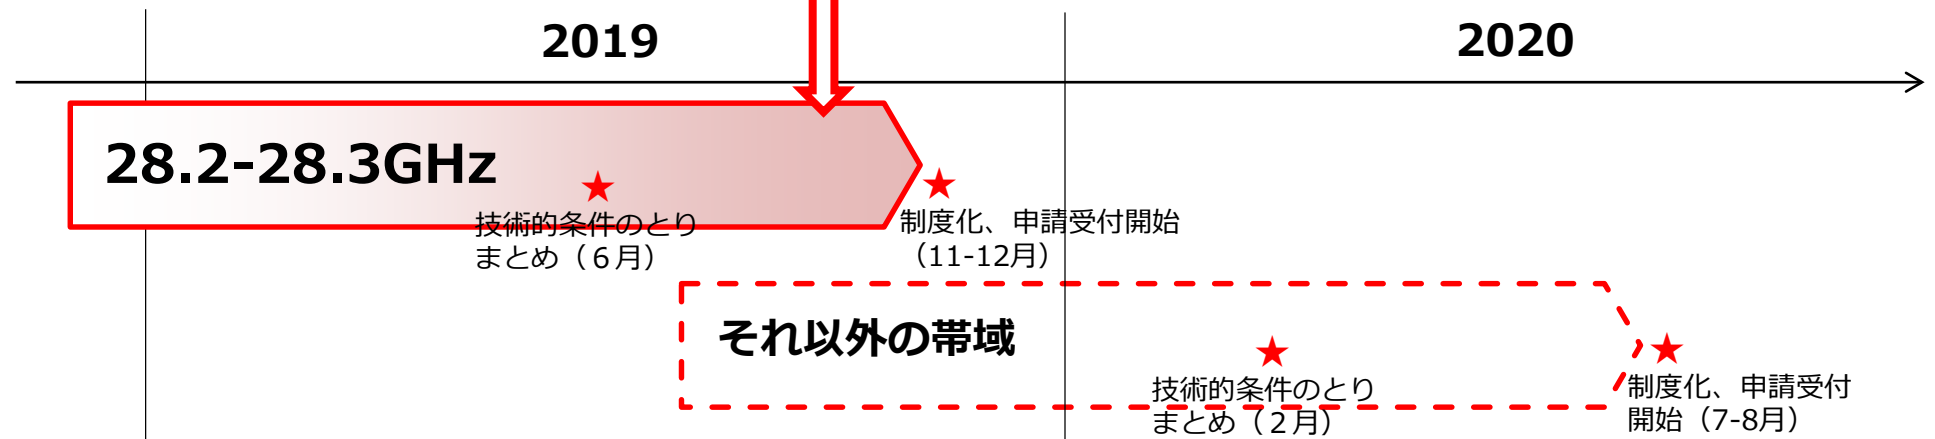 2019
2020
28.2-28.3GHz
技術的条件のとり
まとめ（６月）
制度化、申請受付開始
（11-12月）
それ以外の帯域
技術的条件のとり
まとめ（２月）
制度化、申請受付
開始（7-8月）